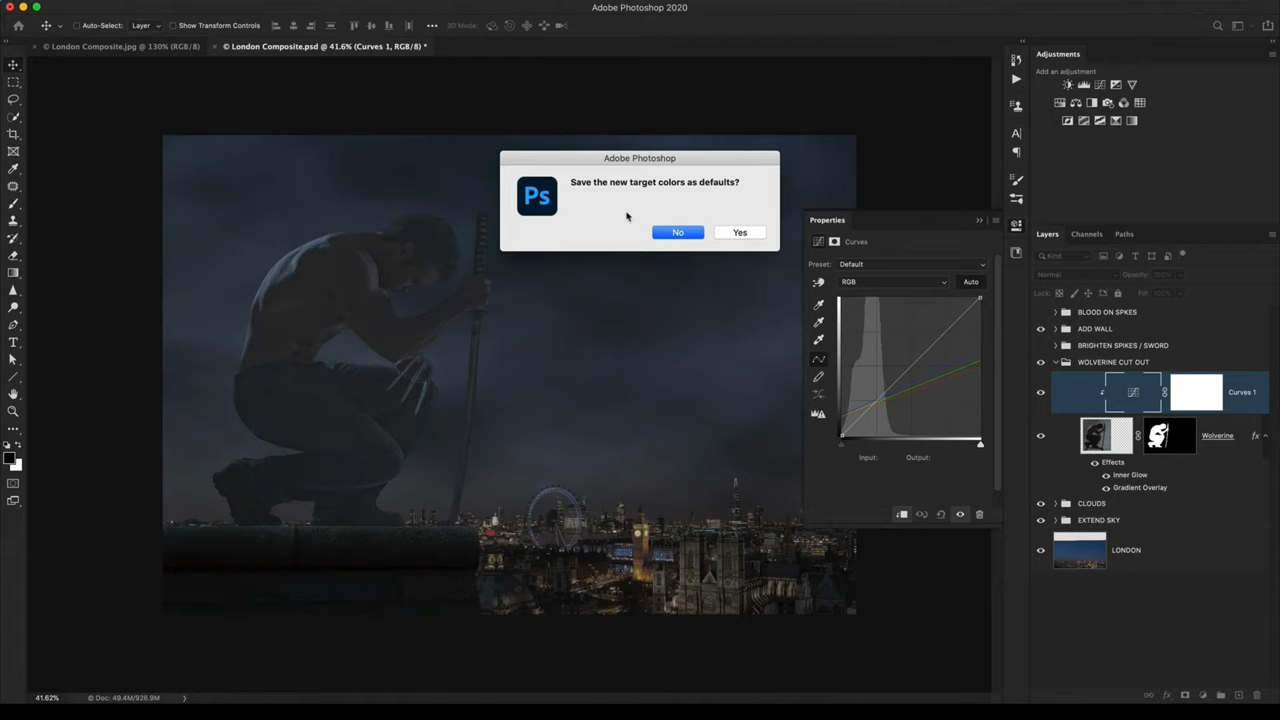 Adobe Photoshop 2020
Auto-Select: Layer Show Transform Controls 3D Mode:
© London Composite.jpg @ 130% (RGB/8) © London Composite.psd @ 41.6% (Curves 1, RGB/8) *
Adjustments
Add an adjustment
Adobe Photoshop
Ps
Save the new target colors as defaults?
No Yes
Properties
Curves
Preset: Default
RGB Auto
Input: Output:
Layers Channels Paths
Kind
Normal Opacity: 100%
Lock: Fill: 100%
BLOOD ON SPIKES
ADD WALL
BRIGHTEN SPIKES / SWORD
WOLVERINE CUT OUT
Curves 1
Wolverine fx
Effects
Inner Glow
Gradient Overlay
CLOUDS
EXTEND SKY
LONDON
41.62% © Doc: 49.4M/926.9M
fx